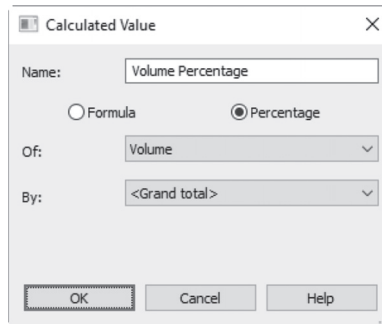 Calculated Value
Name: Volume Percentage
Formula Percentage
Of: Volume
By: <Grand total>
OK Cancel Help